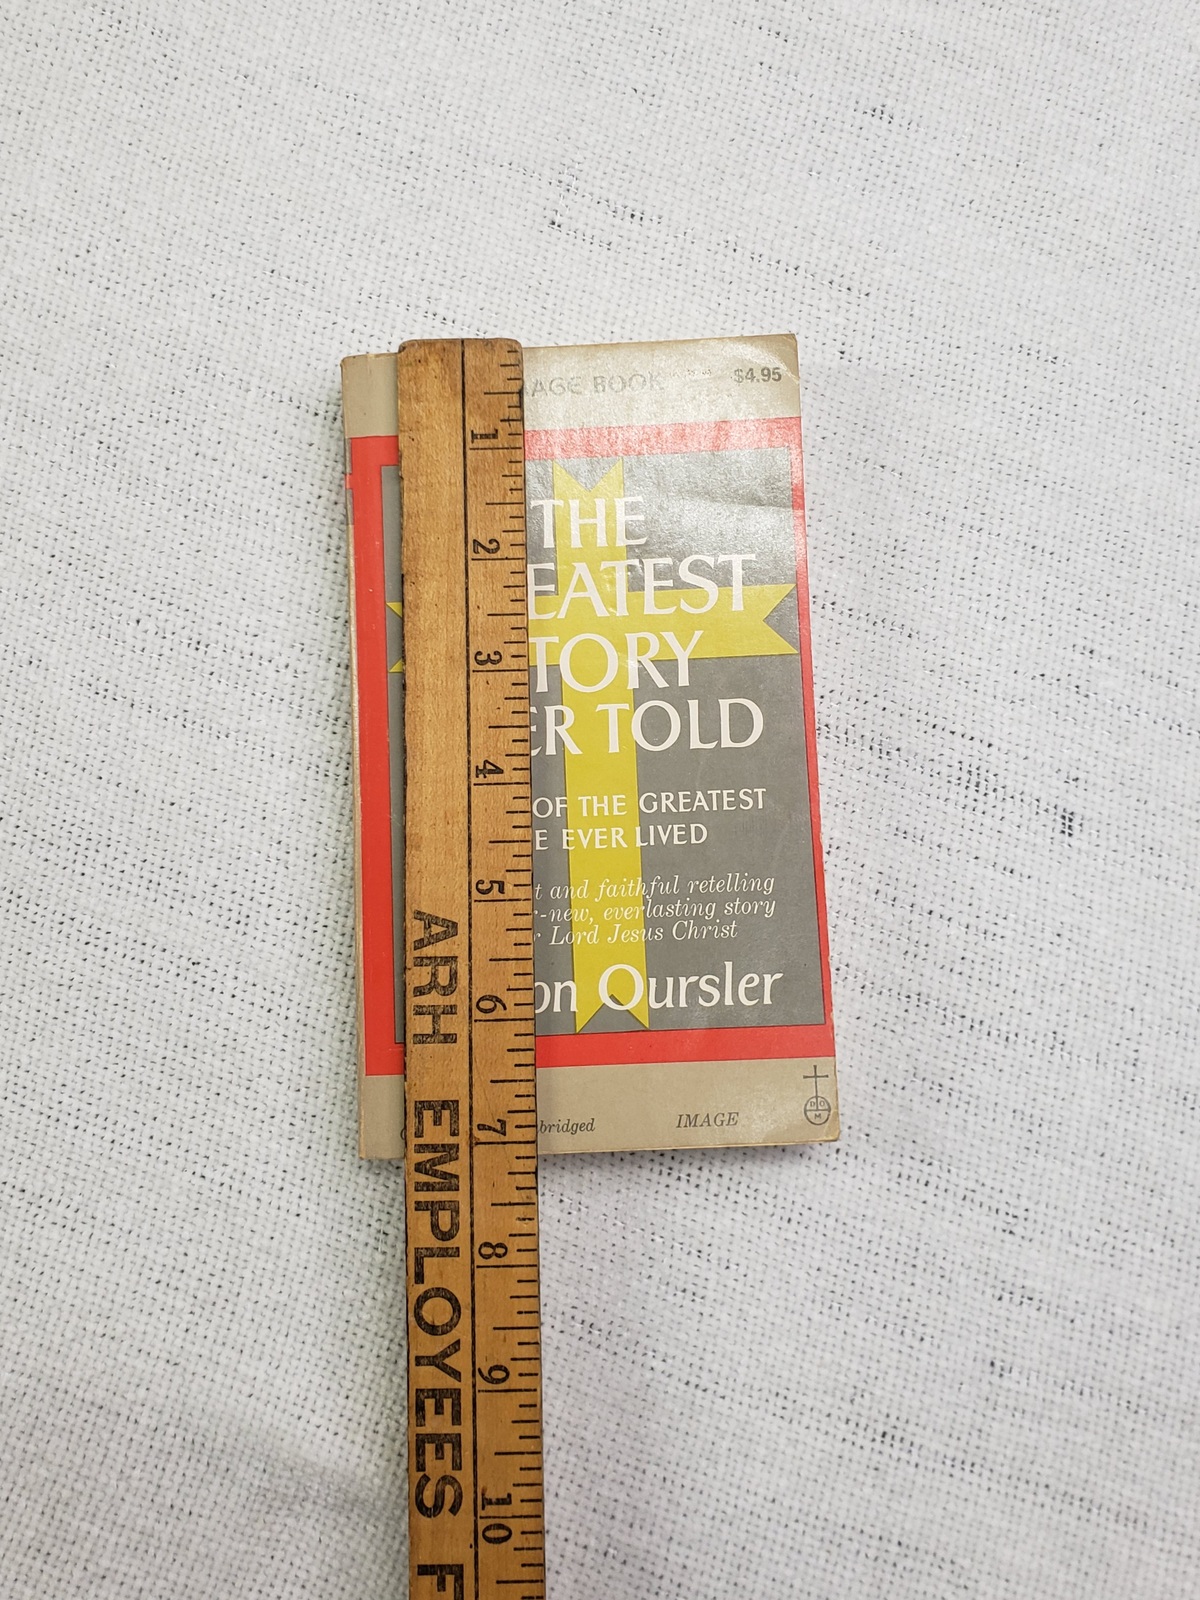 AGE BOOK
$4.95
THE
EATEST
TORY
ER TOLD
OF THE GREATEST
E EVER LIVED
t and faithful retelling
-new, everlasting story
r Lord Jesus Christ
on Oursler
bridged
IMAGE
D O
M
1
2
3
4
5
6
7
8
9
10
ARH EMPLOYEES F